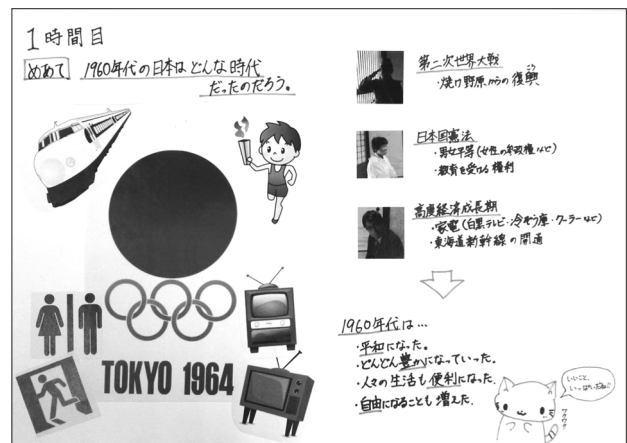 1時間目
めあて 1960年代の日本はどんな時代
だったのだろう。
TOKYO 1964
第二次世界大戦
・焼け野原からの復興
こう
日本国憲法
・男女平等(女性の参政権など)
・教育を受ける権利
高度経済成長期
・家電(白黒テレビ・冷ぞう庫・クーラーなど)
・東海道新幹線の開通
1960年代は…
・平和になった。
・どんどん豊かになっていった。
・人々の生活も便利になった。
・自由になることも増えた。
いいこと、
いっぱいだね!!